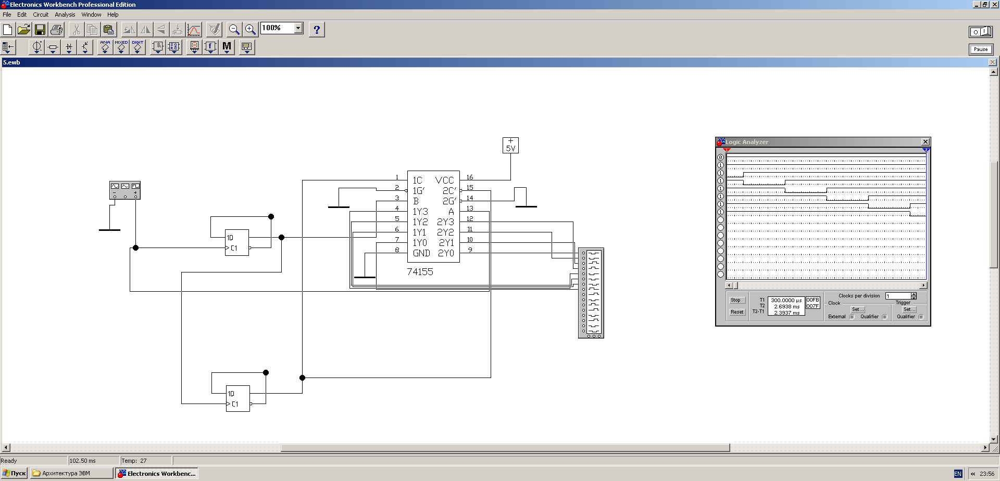 Electronics Workbench Professional Edition
File Edit Circuit Analysis Window Help
100%
?
ANA MIXED DIGIT
f M
O I
Pause
5.ewb
+
5V
1 1C VCC 16
2 1G' 2C' 15
3 B 2G' 14
4 1Y3 A 13
5 1Y2 2Y3 12
6 1Y1 2Y2 11
7 1Y0 2Y1 10
8 GND 2Y0 9
74155
− +
1D
C1
1D
C1
Logic Analyzer
1 2
0
1
1
1
1
1
1
1
Stop
Reset
T1 300.0000 µs 00FB
T2 2.6938 ms 007F
T2-T1 2.3937 ms
Clocks per division 1
Clock Trigger
Set... Set...
External Qualifier Qualifier
Ready 102.50 ms Temp: 27
Пуск Архитектура ЭВМ Electronics Workbenc... EN « 23:56